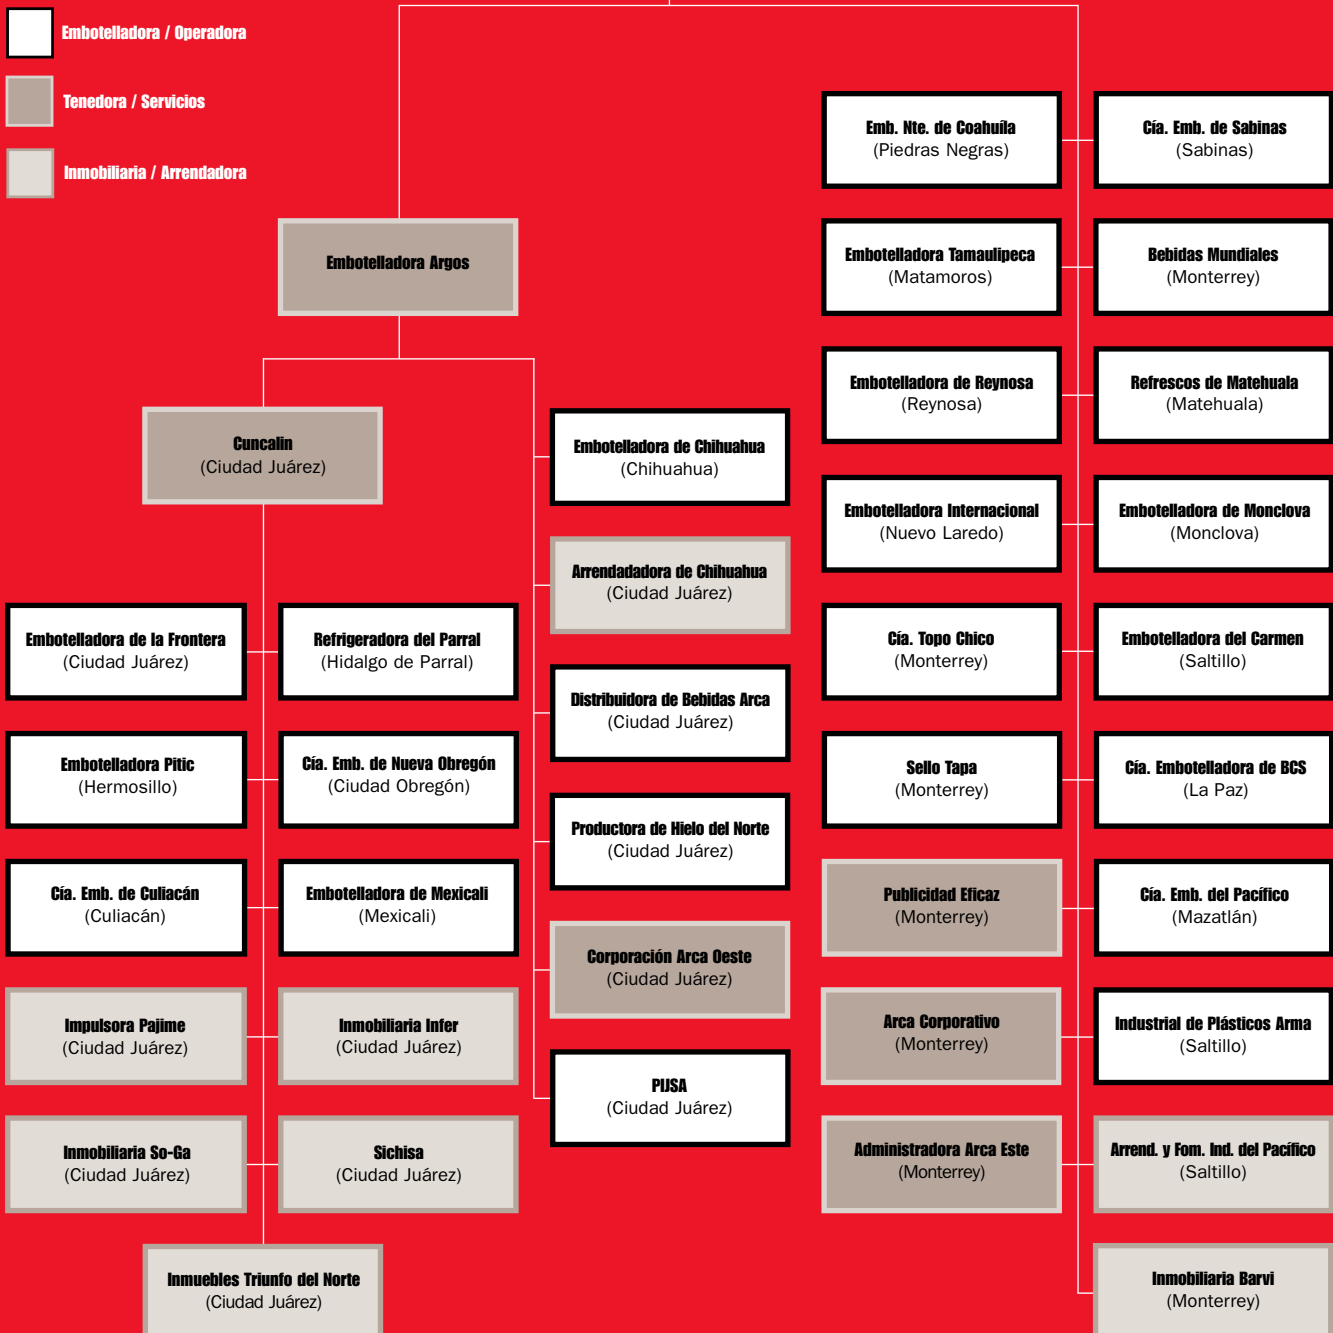 Embotelladora / Operadora
Tenedora / Servicios
Inmobiliaria / Arrendadora
Embotelladora Argos
Cuncalin
(Ciudad Juárez)
Embotelladora de la Frontera
(Ciudad Juárez)
Refrigeradora del Parral
(Hidalgo de Parral)
Embotelladora Pitic
(Hermosillo)
Cía. Emb. de Nueva Obregón
(Ciudad Obregón)
Cía. Emb. de Culiacán
(Culiacán)
Embotelladora de Mexicali
(Mexicali)
Impulsora Pajime
(Ciudad Juárez)
Inmobiliaria Infer
(Ciudad Juárez)
Inmobiliaria So-Ga
(Ciudad Juárez)
Sichisa
(Ciudad Juárez)
Inmuebles Triunfo del Norte
(Ciudad Juárez)
Embotelladora de Chihuahua
(Chihuahua)
Arrendadadora de Chihuahua
(Ciudad Juárez)
Distribuidora de Bebidas Arca
(Ciudad Juárez)
Productora de Hielo del Norte
(Ciudad Juárez)
Corporación Arca Oeste
(Ciudad Juárez)
PIJSA
(Ciudad Juárez)
Emb. Nte. de Coahuíla
(Piedras Negras)
Cía. Emb. de Sabinas
(Sabinas)
Embotelladora Tamaulipeca
(Matamoros)
Bebidas Mundiales
(Monterrey)
Embotelladora de Reynosa
(Reynosa)
Refrescos de Matehuala
(Matehuala)
Embotelladora Internacional
(Nuevo Laredo)
Embotelladora de Monclova
(Monclova)
Cía. Topo Chico
(Monterrey)
Embotelladora del Carmen
(Saltillo)
Sello Tapa
(Monterrey)
Cía. Embotelladora de BCS
(La Paz)
Publicidad Eficaz
(Monterrey)
Cía. Emb. del Pacífico
(Mazatlán)
Arca Corporativo
(Monterrey)
Industrial de Plásticos Arma
(Saltillo)
Administradora Arca Este
(Monterrey)
Arrend. y Fom. Ind. del Pacífico
(Saltillo)
Inmobiliaria Barvi
(Monterrey)